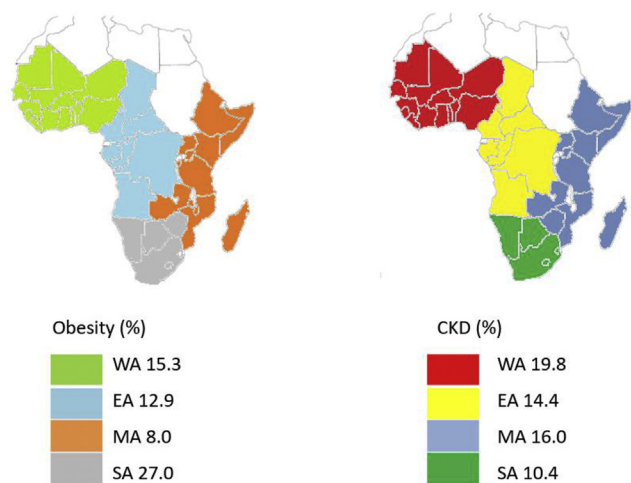 Obesity (%)
WA 15.3
EA 12.9
MA 8.0
SA 27.0
CKD (%)
WA 19.8
EA 14.4
MA 16.0
SA 10.4